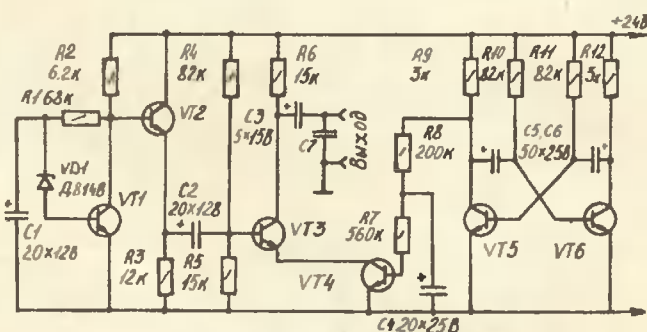 +24В
R2
6.2к
R4
82к
R6
15к
R9
3к
R10
82к
R11
82к
R12
3к
R1 68к
VT2
C3
5×15В
C7
Выход
R8
200к
C5, C6
50×25В
VD1
Д814В
VT1
C2
20×12В
VT3
R7
560к
VT5
VT6
C1
20×12В
R3
12к
R5
15к
VT4
C4 20×25В